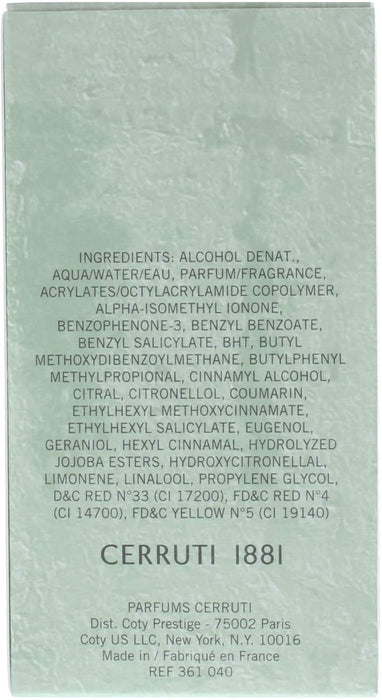 INGREDIENTS: ALCOHOL DENAT.,
AQUA/WATER/EAU, PARFUM/FRAGRANCE,
ACRYLATES/OCTYLACRYLAMIDE COPOLYMER,
ALPHA-ISOMETHYL IONONE,
BENZOPHENONE-3, BENZYL BENZOATE,
BENZYL SALICYLATE, BHT, BUTYL
METHOXYDIBENZOYLMETHANE, BUTYLPHENYL
METHYLPROPIONAL, CINNAMYL ALCOHOL,
CITRAL, CITRONELLOL, COUMARIN,
ETHYLHEXYL METHOXYCINNAMATE,
ETHYLHEXYL SALICYLATE, EUGENOL,
GERANIOL, HEXYL CINNAMAL, HYDROLYZED
JOJOBA ESTERS, HYDROXYCITRONELLAL,
LIMONENE, LINALOOL, PROPYLENE GLYCOL,
D&C RED N°33 (CI 17200), FD&C RED N°4
(CI 14700), FD&C YELLOW N°5 (CI 19140)
CERRUTI 1881
PARFUMS CERRUTI
Dist. Coty Prestige - 75002 Paris
Coty US LLC, New York, N.Y. 10016
Made in / Fabriqué en France
REF 361 040